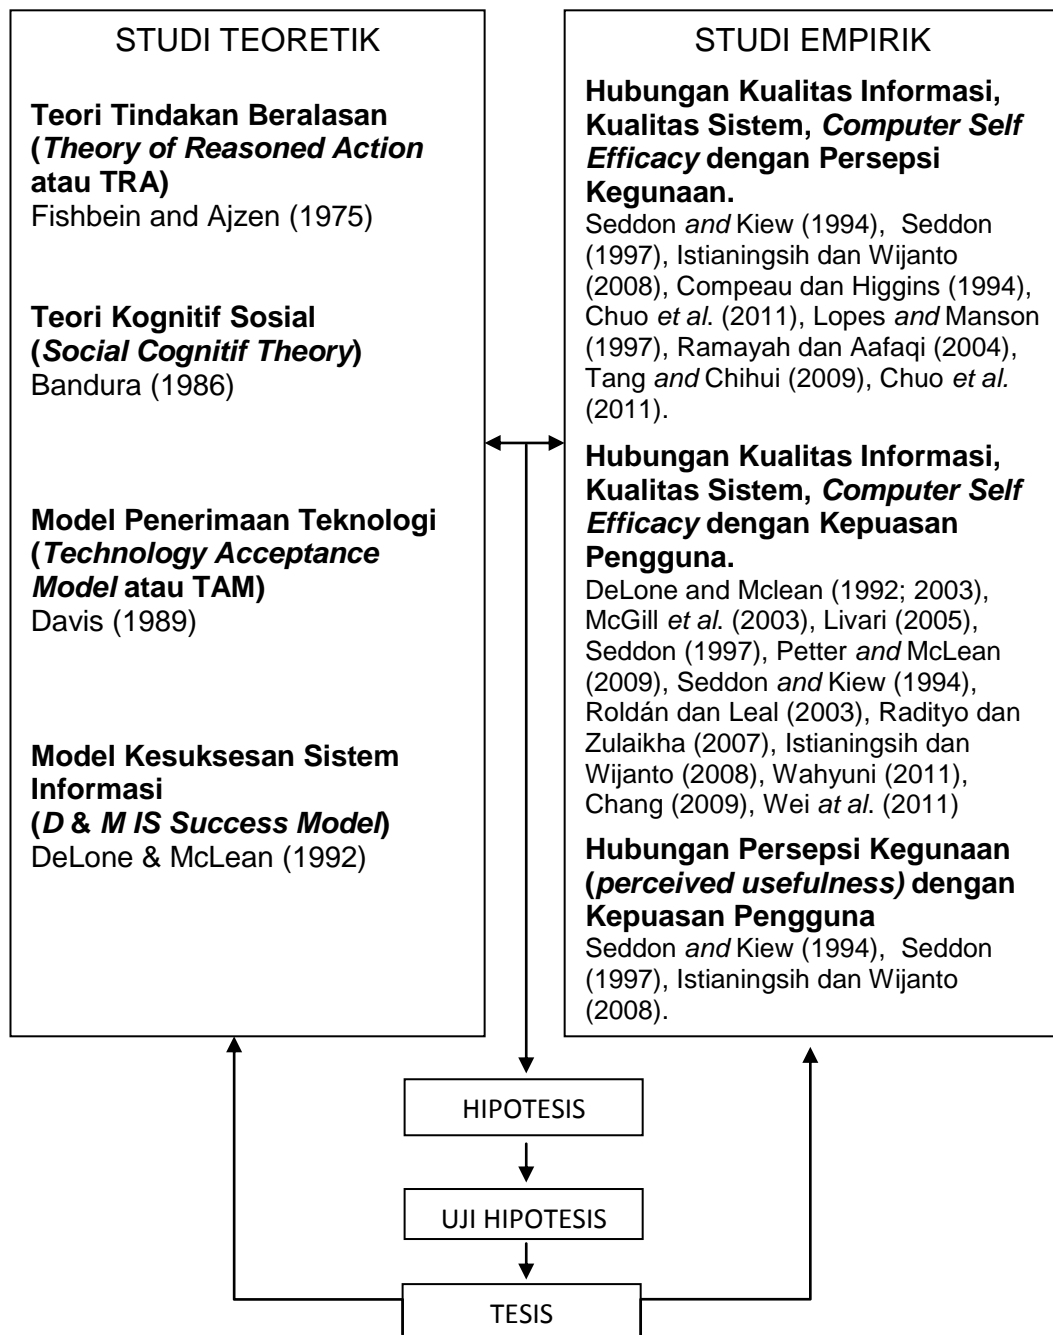 STUDI TEORETIK
Teori Tindakan Beralasan
(Theory of Reasoned Action
atau TRA)
Fishbein and Ajzen (1975)
Teori Kognitif Sosial
(Social Cognitif Theory)
Bandura (1986)
Model Penerimaan Teknologi
(Technology Acceptance
Model atau TAM)
Davis (1989)
Model Kesuksesan Sistem
Informasi
(D & M IS Success Model)
DeLone & McLean (1992)
STUDI EMPIRIK
Hubungan Kualitas Informasi,
Kualitas Sistem, Computer Self
Efficacy dengan Persepsi
Kegunaan.
Seddon and Kiew (1994), Seddon
(1997), Istianingsih dan Wijanto
(2008), Compeau dan Higgins (1994),
Chuo et al. (2011), Lopes and Manson
(1997), Ramayah dan Aafaqi (2004),
Tang and Chihui (2009), Chuo et al.
(2011).
Hubungan Kualitas Informasi,
Kualitas Sistem, Computer Self
Efficacy dengan Kepuasan
Pengguna.
DeLone and Mclean (1992; 2003),
McGill et al. (2003), Livari (2005),
Seddon (1997), Petter and McLean
(2009), Seddon and Kiew (1994),
Roldán dan Leal (2003), Radityo dan
Zulaikha (2007), Istianingsih dan
Wijanto (2008), Wahyuni (2011),
Chang (2009), Wei at al. (2011)
Hubungan Persepsi Kegunaan
(perceived usefulness) dengan
Kepuasan Pengguna
Seddon and Kiew (1994), Seddon
(1997), Istianingsih dan Wijanto
(2008).
HIPOTESIS
UJI HIPOTESIS
TESIS